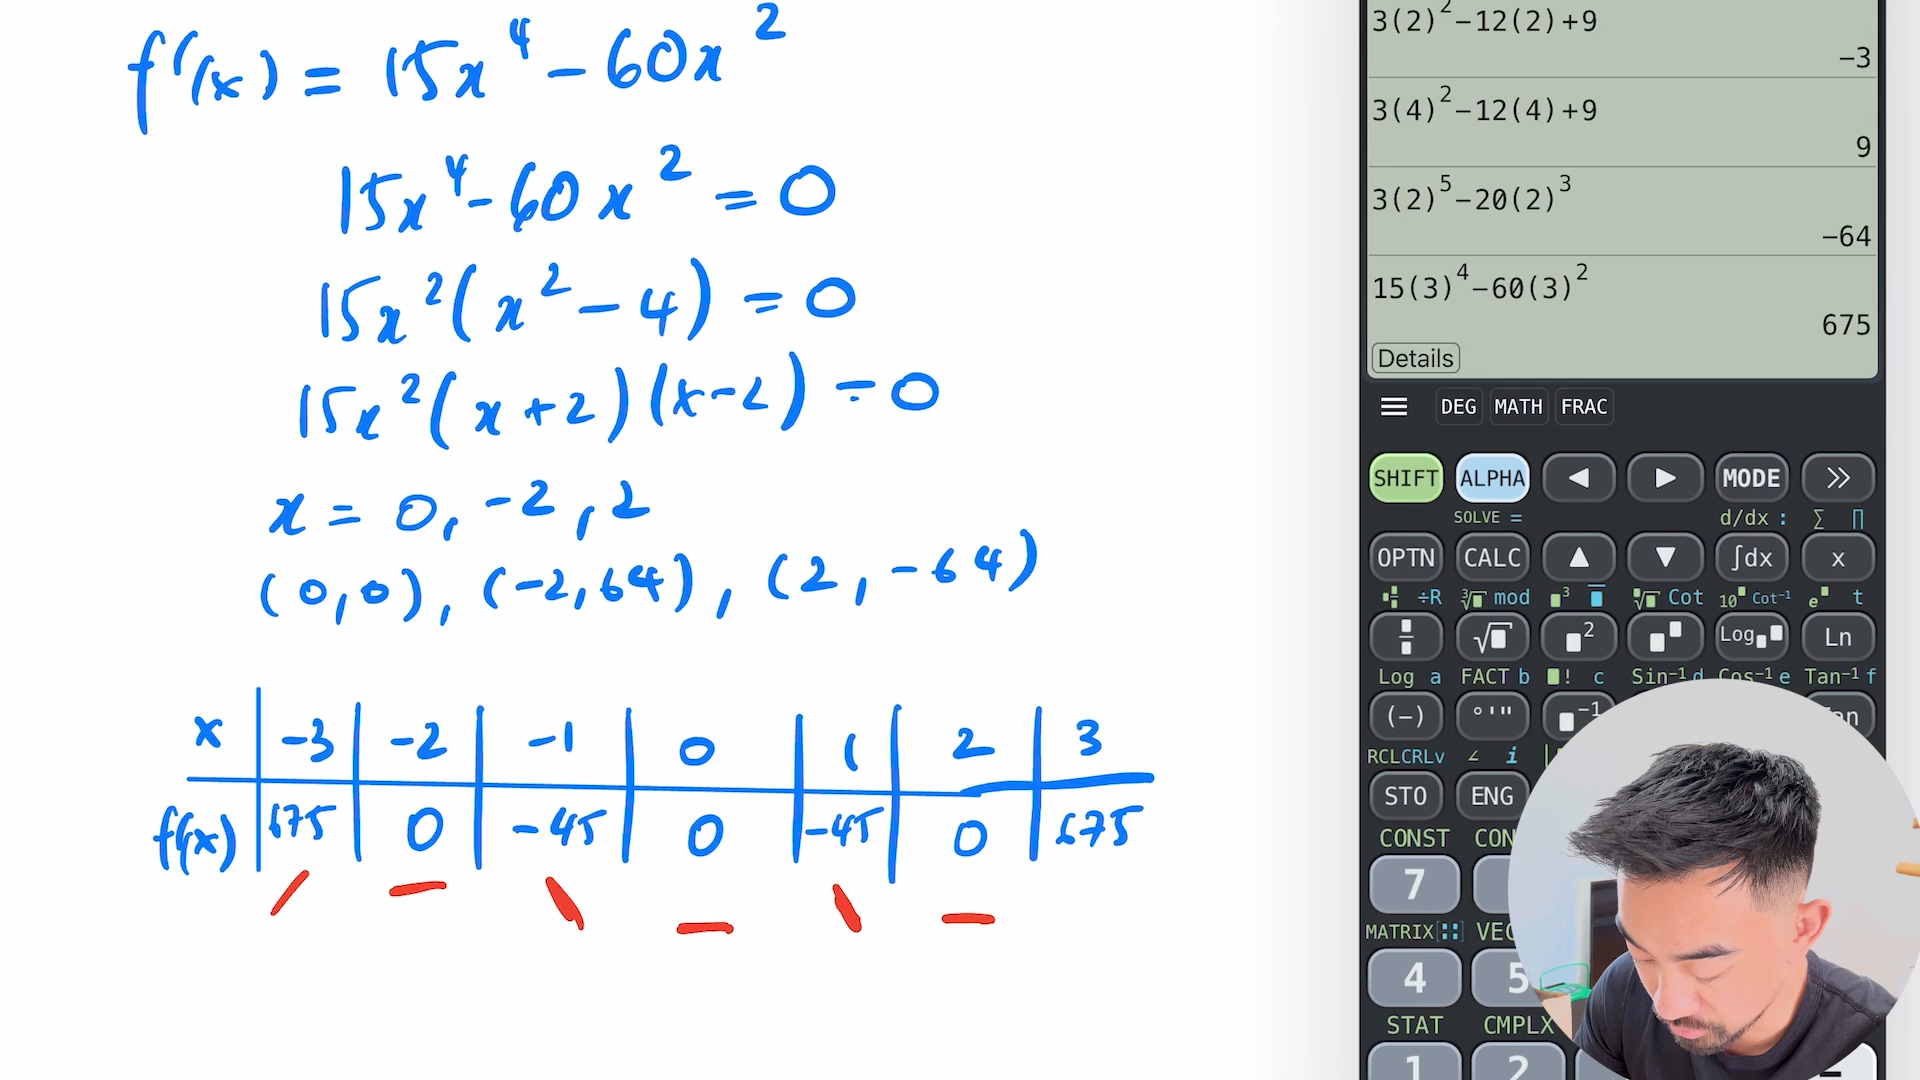 f'(x) = 15x⁴ - 60x²
15x⁴ - 60x² = 0
15x²(x² - 4) = 0
15x²(x+2)(x-2) = 0
x = 0, -2, 2
(0,0), (-2,64), (2,-64)
x -3 -2 -1 0 1 2 3
f'(x) 675 0 -45 0 -45 0 675
3(2)²−12(2)+9
−3
3(4)²−12(4)+9
9
3(2)⁵−20(2)³
−64
15(3)⁴−60(3)²
675
Details
DEG MATH FRAC
SHIFT ALPHA ◀ ▶ MODE >>
SOLVE = d/dx : ∑ ∏
OPTN CALC ▲ ▼ ∫dx x
÷R ³√■ mod ■³ √■ Cot 10■ Cot⁻¹ e■ t
√■ ■² ■■ Log■■ Ln
Log a FACT b ■! c Sin⁻¹ d Cos⁻¹ e Tan⁻¹ f
(−) °'" ■⁻¹
RCL CRLv ∠ i
STO ENG
CONST
7
MATRIX
4 5
STAT CMPLX
1 2